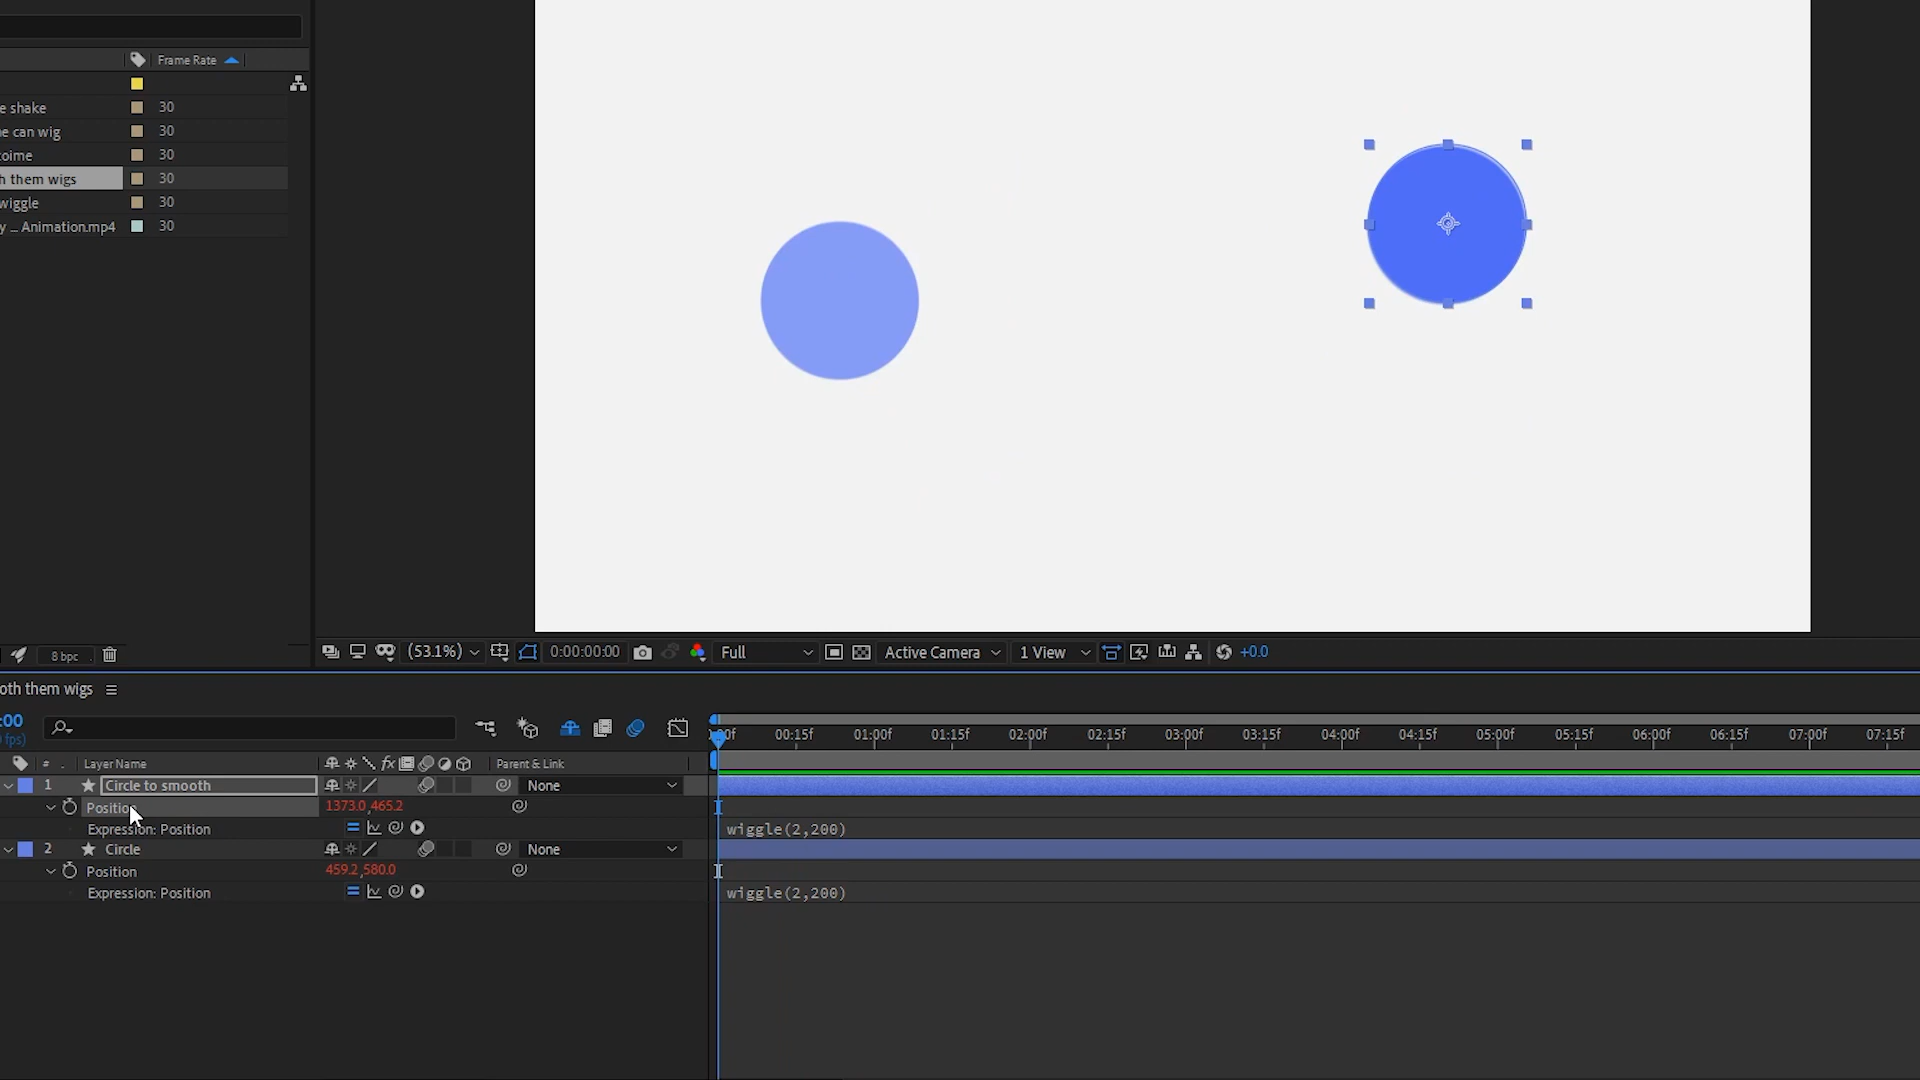 Frame Rate
e shake 30
e can wig 30
toime 30
h them wigs 30
wiggle 30
y _ Animation.mp4 30
8 bpc
(53.1%) 0:00:00:00 Full Active Camera 1 View +0.0
oth them wigs
:00
fps)
00:15f 01:00f 01:15f 02:00f 02:15f 03:00f 03:15f 04:00f 04:15f 05:00f 05:15f 06:00f 06:15f 07:00f 07:15f
# . Layer Name fx Parent & Link
1 Circle to smooth None
Position 1373.0,465.2
Expression: Position wiggle(2,200)
2 Circle None
Position 459.2,580.0
Expression: Position wiggle(2,200)